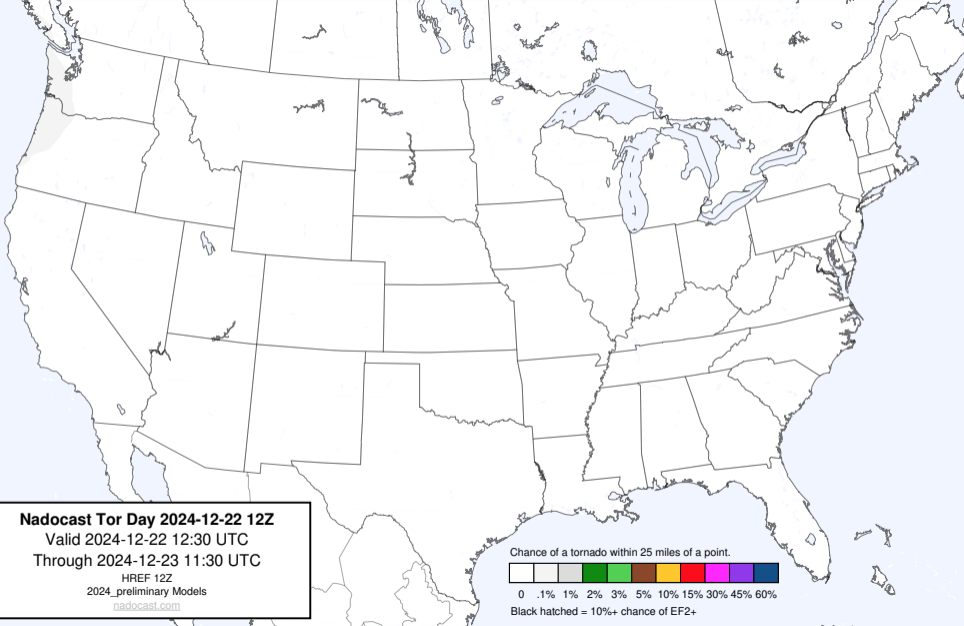 Nadocast Tor Day 2024-12-22 12Z
Valid 2024-12-22 12:30 UTC
Through 2024-12-23 11:30 UTC
HREF 12Z
2024_preliminary Models
nadocast.com
Chance of a tornado within 25 miles of a point.
0 .1% 1% 2% 3% 5% 10% 15% 30% 45% 60%
Black hatched = 10%+ chance of EF2+